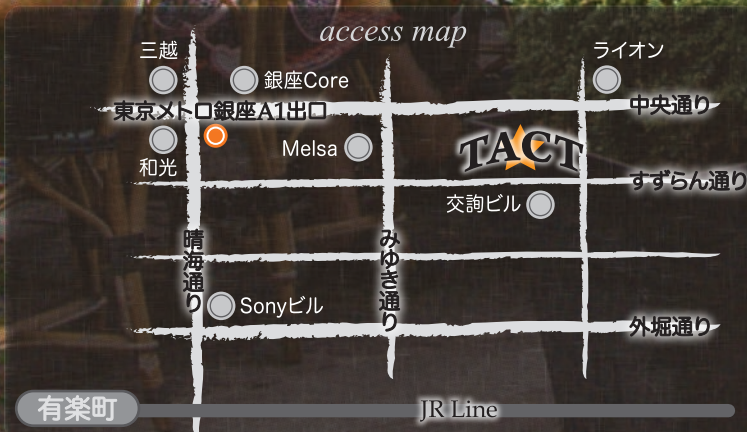 access map
三越
ライオン
銀座Core
東京メトロ銀座A1出口
中央通り
和光
Melsa
TACT
すずらん通り
交詢ビル
晴海通り
みゆき通り
Sonyビル
外堀通り
有楽町
JR Line